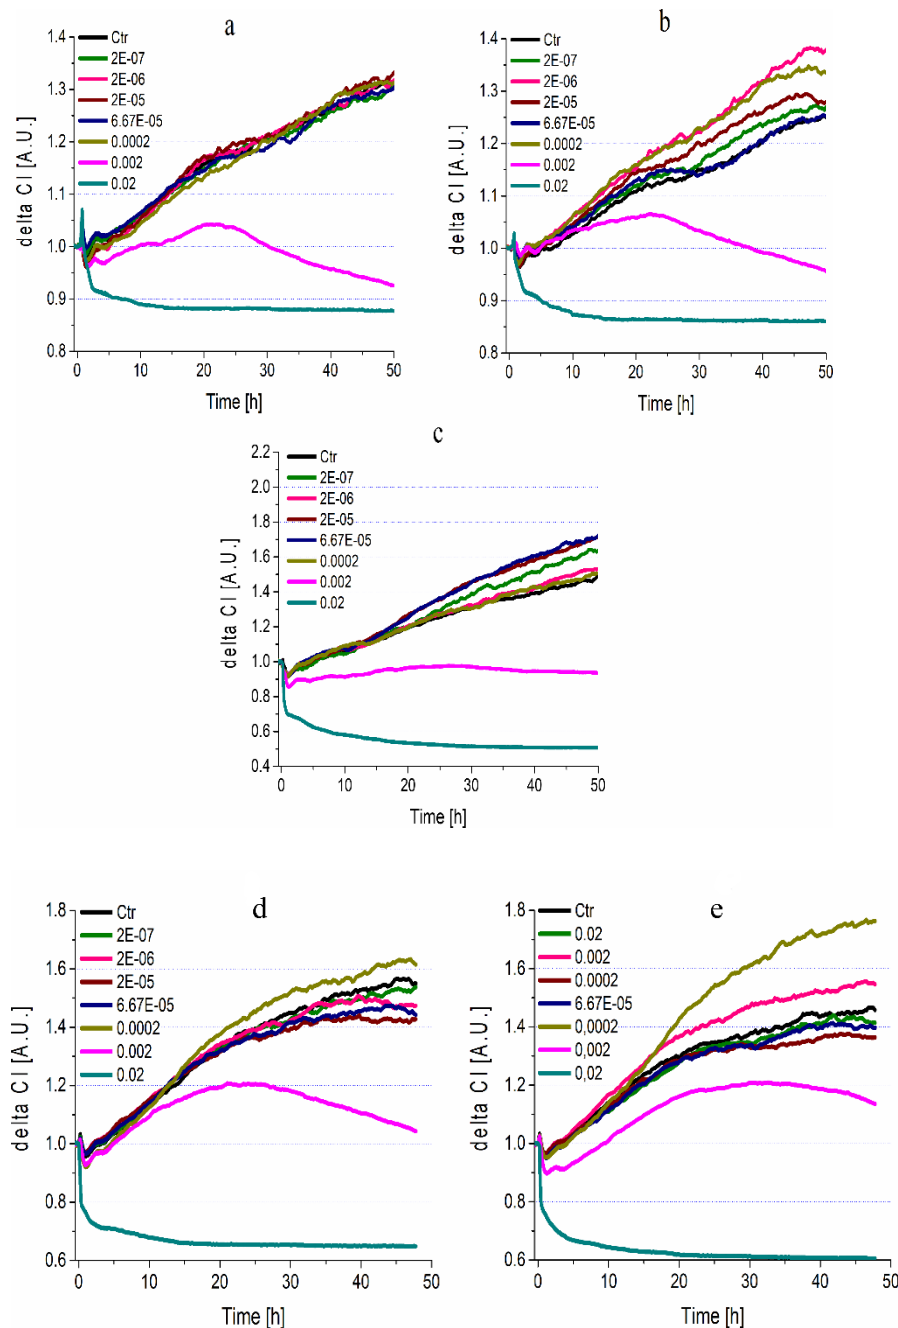 a
Ctr
2E-07
2E-06
2E-05
6.67E-05
0.0002
0.002
0.02
1.4
1.3
1.2
1.1
1.0
0.9
0.8
delta C I [A.U.]
0 10 20 30 40 50
Time [h]
b
Ctr
2E-07
2E-06
2E-05
6.67E-05
0.0002
0.002
0.02
1.4
1.3
1.2
1.1
1.0
0.9
0.8
delta C I [A.U.]
0 10 20 30 40 50
Time [h]
c
Ctr
2E-07
2E-06
2E-05
6.67E-05
0.0002
0.002
0.02
2.2
2.0
1.8
1.6
1.4
1.2
1.0
0.8
0.6
0.4
delta C I [A.U.]
0 10 20 30 40 50
Time [h]
d
Ctr
2E-07
2E-06
2E-05
6.67E-05
0.0002
0.002
0.02
1.8
1.6
1.4
1.2
1.0
0.8
0.6
delta C I [A.U.]
0 10 20 30 40 50
Time [h]
e
Ctr
0.02
0.002
0.0002
6.67E-05
0,0002
0,002
0,02
1.8
1.6
1.4
1.2
1.0
0.8
0.6
delta C I [A.U.]
0 10 20 30 40 50
Time [h]